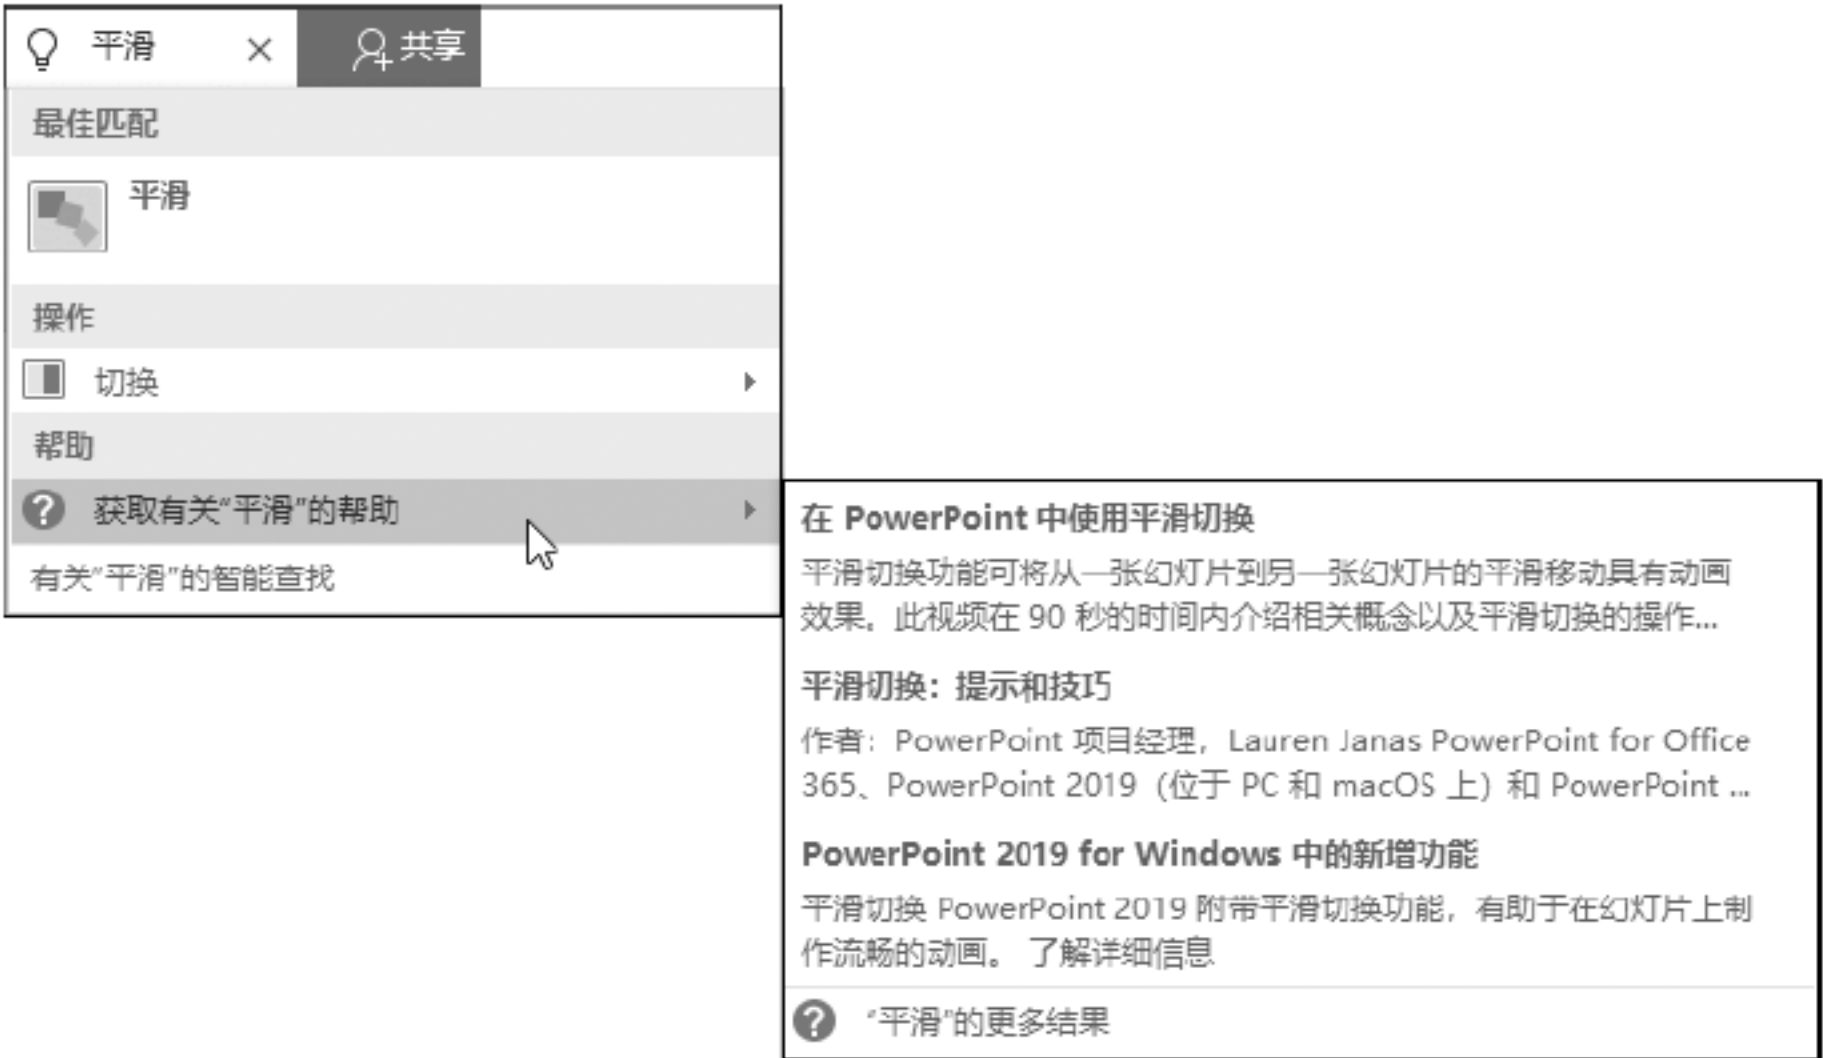 平滑
共享
最佳匹配
平滑
操作
切换
帮助
获取有关“平滑”的帮助
有关“平滑”的智能查找
在 PowerPoint 中使用平滑切换
平滑切换功能可将从一张幻灯片到另一张幻灯片的平滑移动具有动画
效果。此视频在 90 秒的时间内介绍相关概念以及平滑切换的操作...
平滑切换：提示和技巧
作者：PowerPoint 项目经理，Lauren Janas PowerPoint for Office
365、PowerPoint 2019（位于 PC 和 macOS 上）和 PowerPoint ...
PowerPoint 2019 for Windows 中的新增功能
平滑切换 PowerPoint 2019 附带平滑切换功能，有助于在幻灯片上制
作流畅的动画。 了解详细信息
“平滑”的更多结果